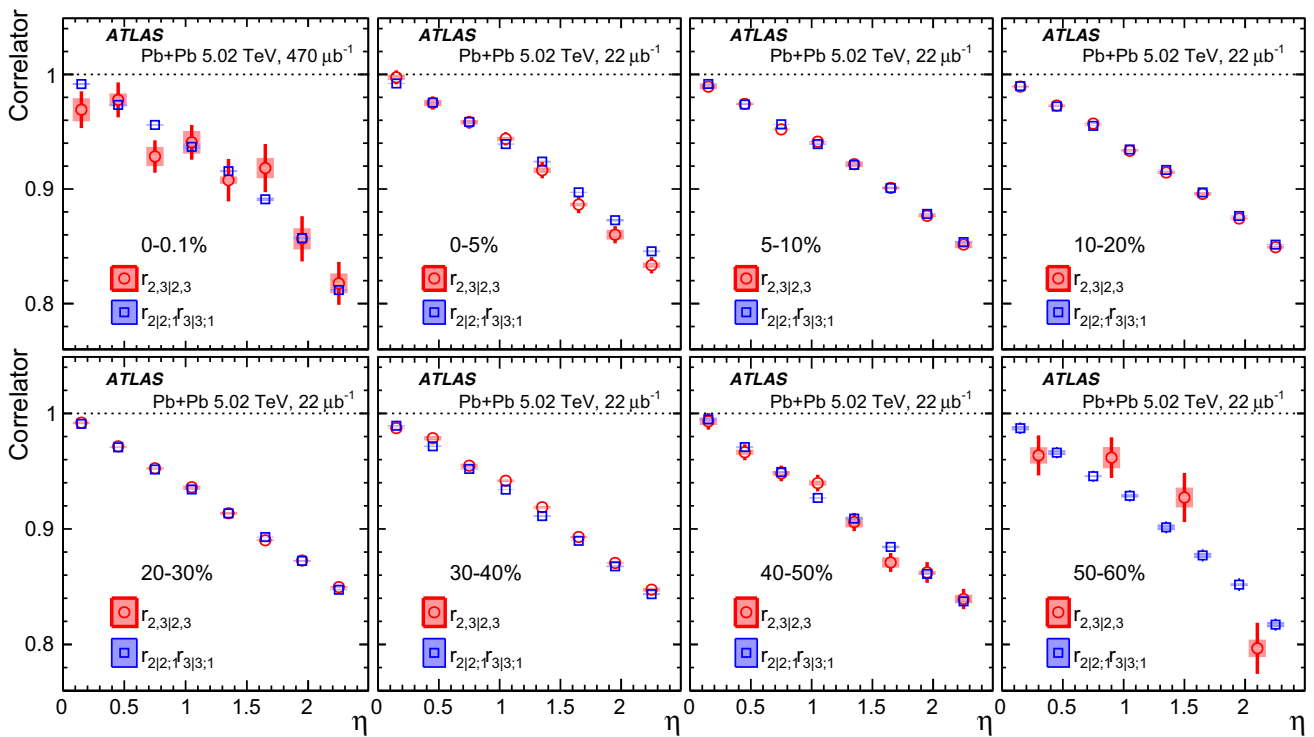 Correlator
ATLAS
Pb+Pb 5.02 TeV, 470 μb⁻¹
1
0.9
0.8
0-0.1%
r2,3|2,3
r2|2;1r3|3;1
ATLAS
Pb+Pb 5.02 TeV, 22 μb⁻¹
0-5%
r2,3|2,3
r2|2;1r3|3;1
ATLAS
Pb+Pb 5.02 TeV, 22 μb⁻¹
5-10%
r2,3|2,3
r2|2;1r3|3;1
ATLAS
Pb+Pb 5.02 TeV, 22 μb⁻¹
10-20%
r2,3|2,3
r2|2;1r3|3;1
Correlator
ATLAS
Pb+Pb 5.02 TeV, 22 μb⁻¹
1
0.9
0.8
20-30%
r2,3|2,3
r2|2;1r3|3;1
0 0.5 1 1.5 2
η
ATLAS
Pb+Pb 5.02 TeV, 22 μb⁻¹
30-40%
r2,3|2,3
r2|2;1r3|3;1
0 0.5 1 1.5 2
η
ATLAS
Pb+Pb 5.02 TeV, 22 μb⁻¹
40-50%
r2,3|2,3
r2|2;1r3|3;1
0 0.5 1 1.5 2
η
ATLAS
Pb+Pb 5.02 TeV, 22 μb⁻¹
50-60%
r2,3|2,3
r2|2;1r3|3;1
0 0.5 1 1.5 2
η